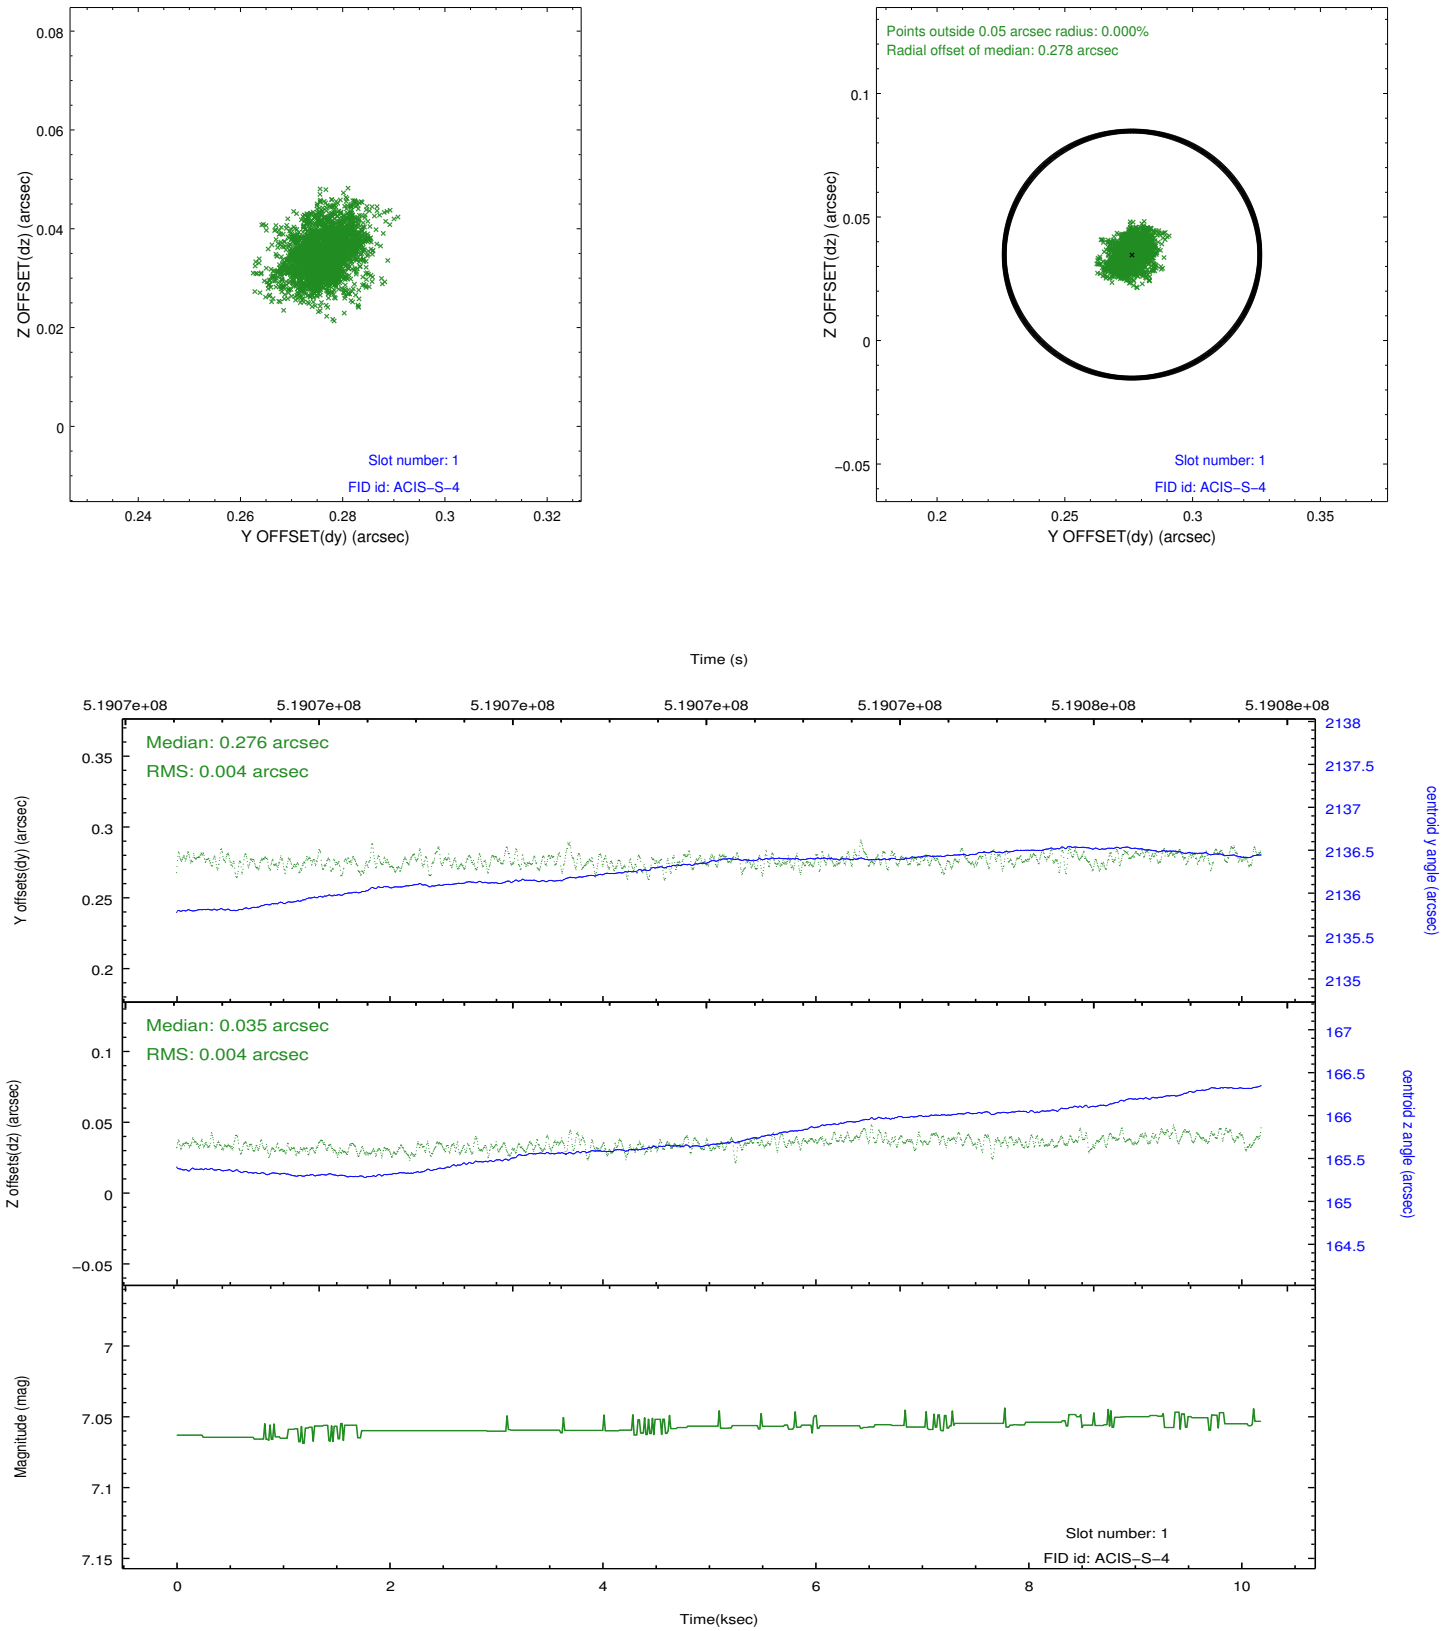 0.08
0.06
0.04
0.02
0
Z OFFSET(dz) (arcsec)
Slot number: 1
FID id: ACIS−S−4
0.24 0.26 0.28 0.3 0.32
Y OFFSET(dy) (arcsec)
Points outside 0.05 arcsec radius: 0.000%
Radial offset of median: 0.278 arcsec
0.1
0.05
0
−0.05
Z OFFSET(dz) (arcsec)
Slot number: 1
FID id: ACIS−S−4
0.2 0.25 0.3 0.35
Y OFFSET(dy) (arcsec)
Time (s)
5.1907e+08 5.1907e+08 5.1907e+08 5.1907e+08 5.1907e+08 5.1908e+08 5.1908e+08
Median: 0.276 arcsec
RMS: 0.004 arcsec
0.35
0.3
0.25
0.2
Y offsets(dy) (arcsec)
2138
2137.5
2137
2136.5
2136
2135.5
2135
centroid y angle (arcsec)
Median: 0.035 arcsec
RMS: 0.004 arcsec
0.1
0.05
0
−0.05
Z offsets(dz) (arcsec)
167
166.5
166
165.5
165
164.5
centroid z angle (arcsec)
7
7.05
7.1
7.15
Magnitude (mag)
Slot number: 1
FID id: ACIS−S−4
0 2 4 6 8 10
Time(ksec)